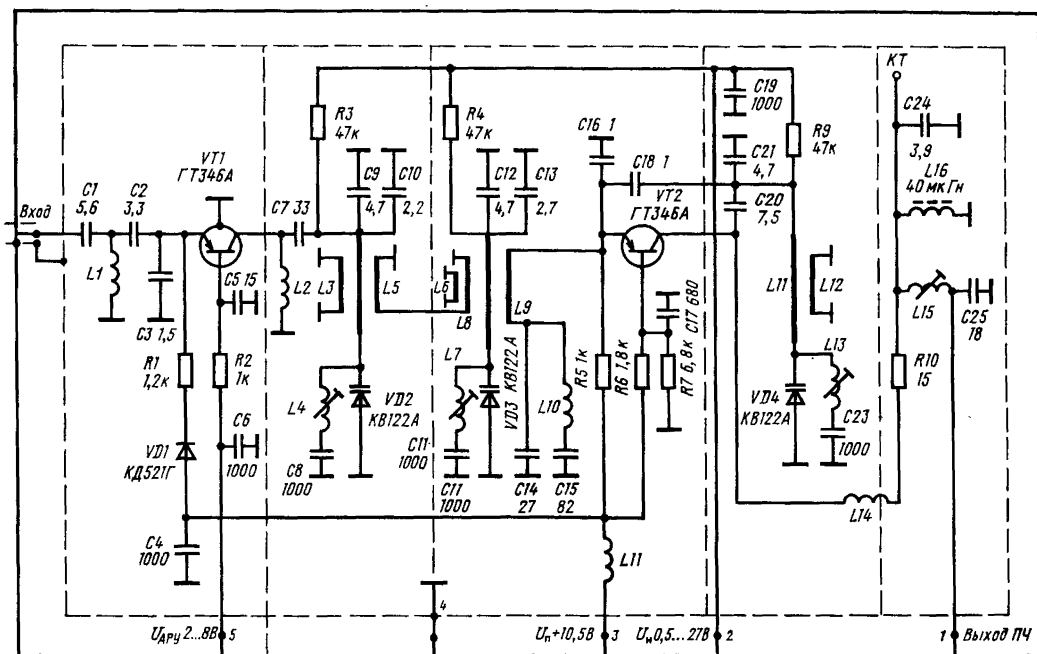 КТ
R3
47к
R4
47к
C16 1
C19
1000
C24
3,9
R9
47к
C18 1
C21
4,7
L16
40 мкГн
VT1
ГТ346А
C9
4,7
C10
2,2
C12
4,7
C13
2,7
VT2
ГТ346А
C20
7,5
Вход
C1
5,6
C2
3,3
C7 33
L1
C3 1,5
C5 15
L2
L3
L5
L6
L8
L9
C17 680
L11
L12
L15
C25
18
R1
1,2к
R2
1к
L4
VD2
КВ122А
L7
VD3 КВ122А
L10
R5 1к
R6 1,8к
R7 6,8к
L13
VD4
КВ122А
R10
15
VD1
КД521Г
C6
1000
C8
1000
C11
1000
C11
1000
C14
27
C15
82
C23
1000
L14
C4
1000
L11
4
Uару 2...8В 5
Uп+10,5В 3
Uн0,5...27В 2
1 Выход ПЧ